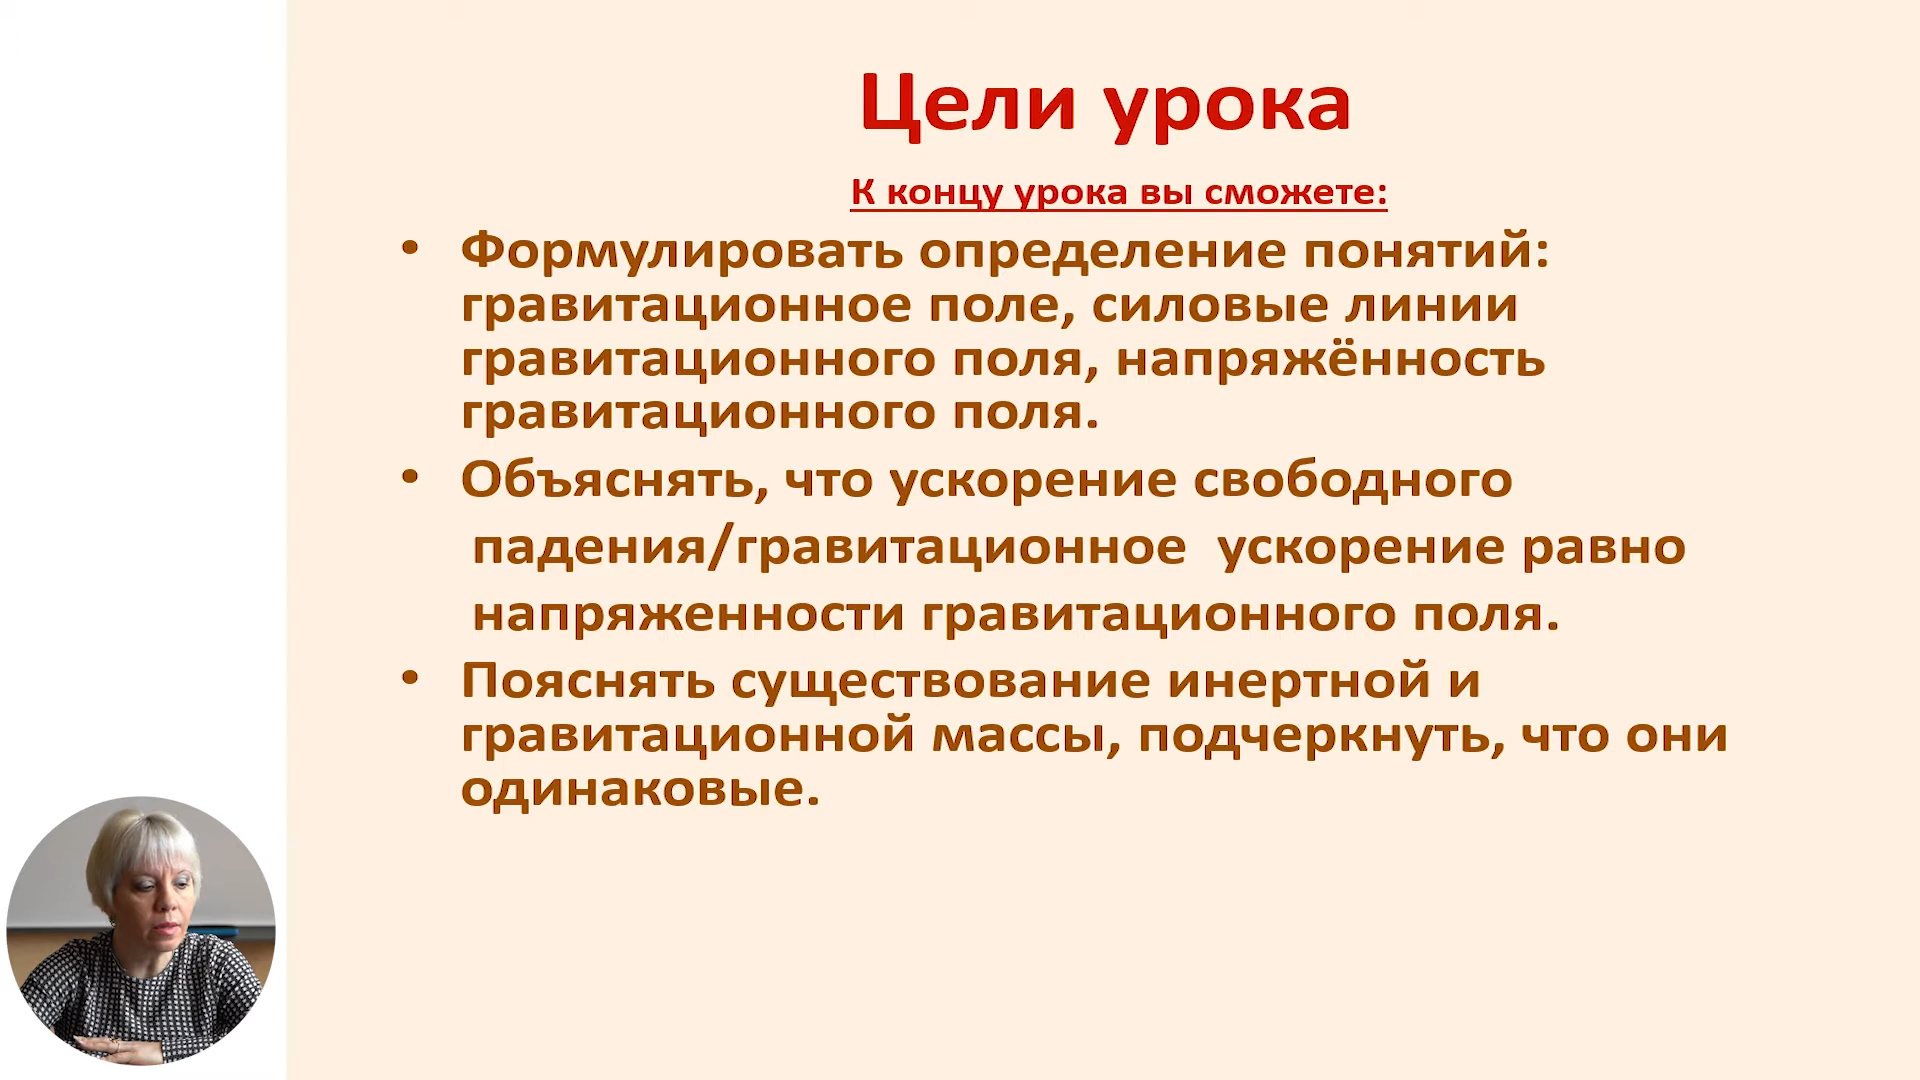 Цели урока
К концу урока вы сможете:
• Формулировать определение понятий:
гравитационное поле, силовые линии
гравитационного поля, напряжённость
гравитационного поля.
• Объяснять, что ускорение свободного
падения/гравитационное ускорение равно
напряженности гравитационного поля.
• Пояснять существование инертной и
гравитационной массы, подчеркнуть, что они
одинаковые.